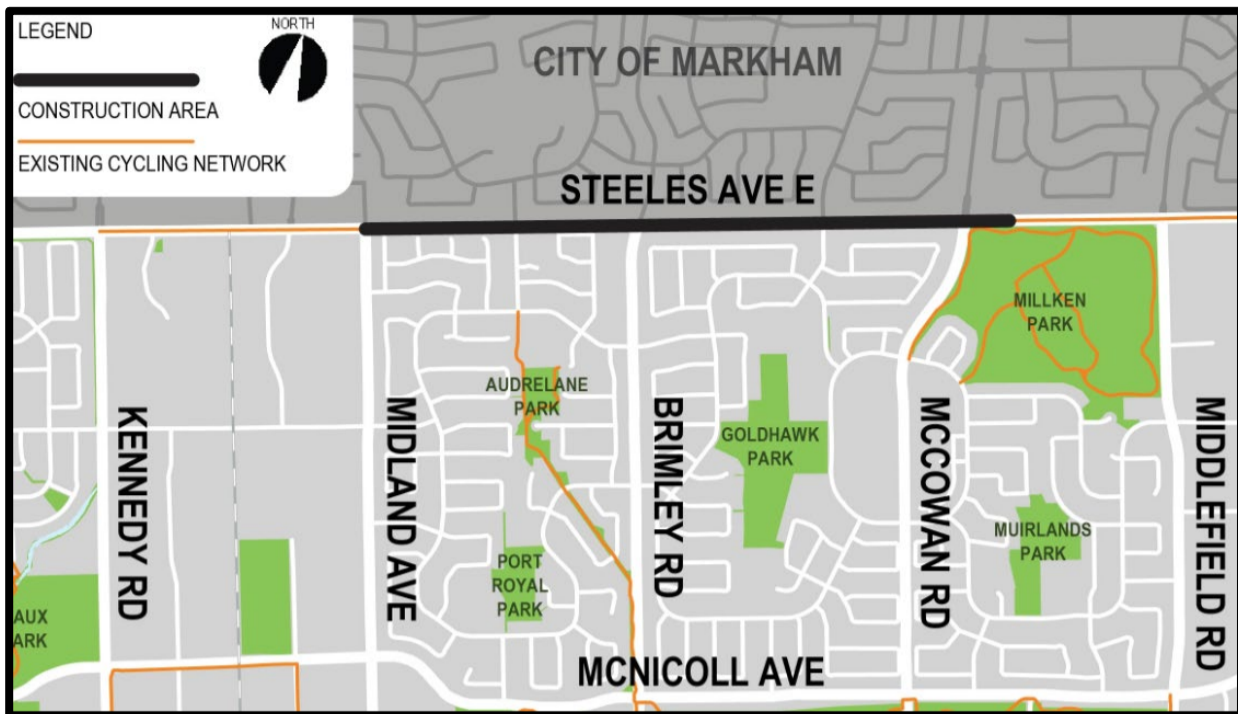 LEGEND
NORTH
CONSTRUCTION AREA
EXISTING CYCLING NETWORK
CITY OF MARKHAM
STEELES AVE E
MILLKEN
PARK
AUDRELANE
PARK
KENNEDY RD
MIDLAND AVE
BRIMLEY RD
GOLDHAWK
PARK
MCCOWAN RD
MIDDLEFIELD RD
MUIRLANDS
PARK
PORT
ROYAL
PARK
AUX
ARK
MCNICOLL AVE